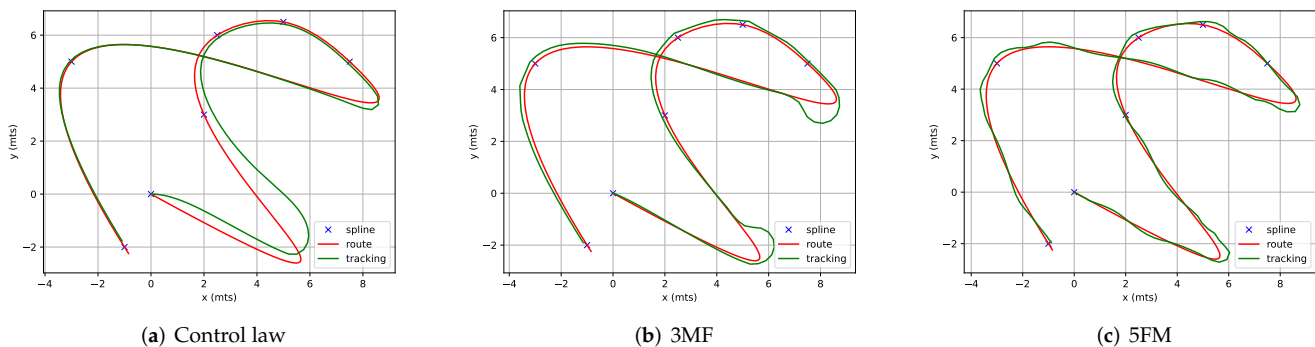 6
4
2
0
−2
y (mts)
−4 −2 0 2 4 6 8
x (mts)
spline
route
tracking
(a) Control law
6
4
2
0
−2
y (mts)
−4 −2 0 2 4 6 8
x (mts)
spline
route
tracking
(b) 3MF
6
4
2
0
−2
y (mts)
−4 −2 0 2 4 6 8
x (mts)
spline
route
tracking
(c) 5FM